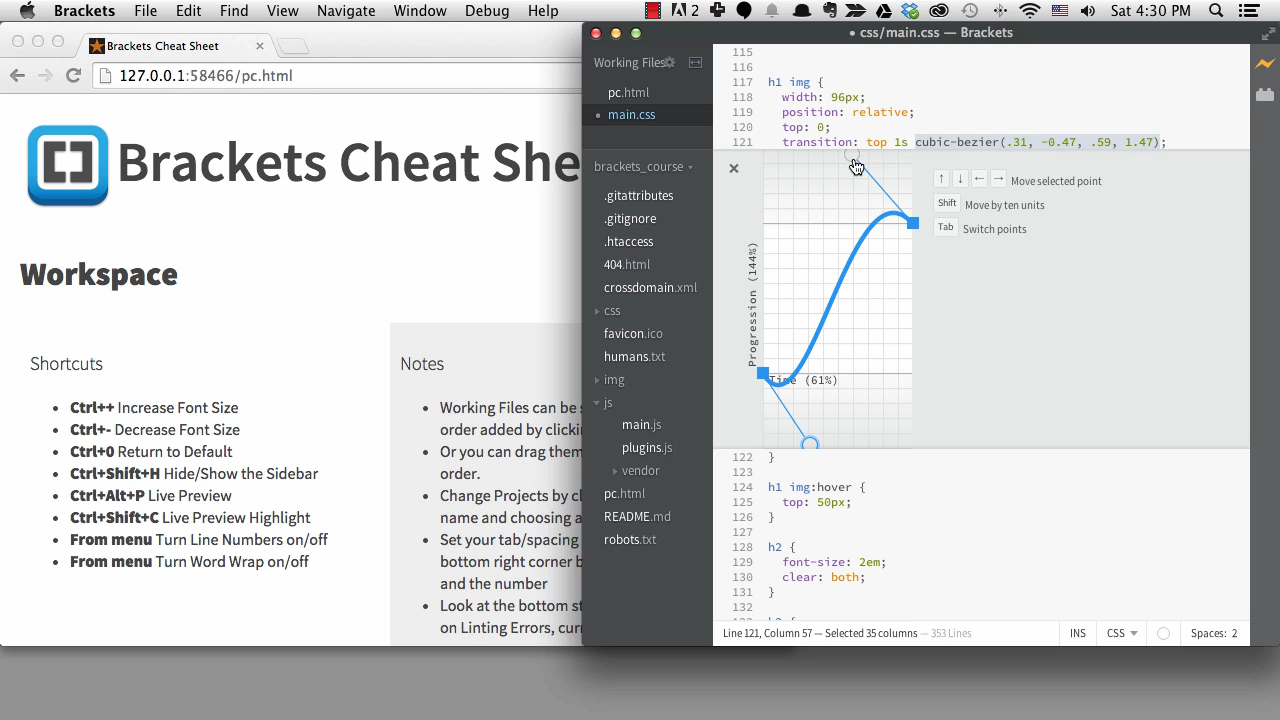 Brackets File Edit Find View Navigate Window Debug Help 2 Sat 4:30 PM
Brackets Cheat Sheet
127.0.0.1:58466/pc.html
Brackets Cheat She
Workspace
Shortcuts
Ctrl++ Increase Font Size
Ctrl+- Decrease Font Size
Ctrl+0 Return to Default
Ctrl+Shift+H Hide/Show the Sidebar
Ctrl+Alt+P Live Preview
Ctrl+Shift+C Live Preview Highlight
From menu Turn Line Numbers on/off
From menu Turn Word Wrap on/off
Notes
Working Files can be s
order added by clickin
Or you can drag them
order.
Change Projects by cl
name and choosing a
Set your tab/spacing
bottom right corner b
and the number
Look at the bottom st
on Linting Errors, curr
• css/main.css — Brackets
Working Files
pc.html
• main.css
brackets_course
.gitattributes
.gitignore
.htaccess
404.html
crossdomain.xml
css
favicon.ico
humans.txt
img
js
main.js
plugins.js
vendor
pc.html
README.md
robots.txt
115
116
117 h1 img {
118 width: 96px;
119 position: relative;
120 top: 0;
121 transition: top 1s cubic-bezier(.31, -0.47, .59, 1.47);
Progression (144%)
Time (61%)
↑ ↓ ← → Move selected point
Shift Move by ten units
Tab Switch points
122 }
123
124 h1 img:hover {
125 top: 50px;
126 }
127
128 h2 {
129 font-size: 2em;
130 clear: both;
131 }
132
Line 121, Column 57 — Selected 35 columns — 353 Lines INS CSS Spaces: 2